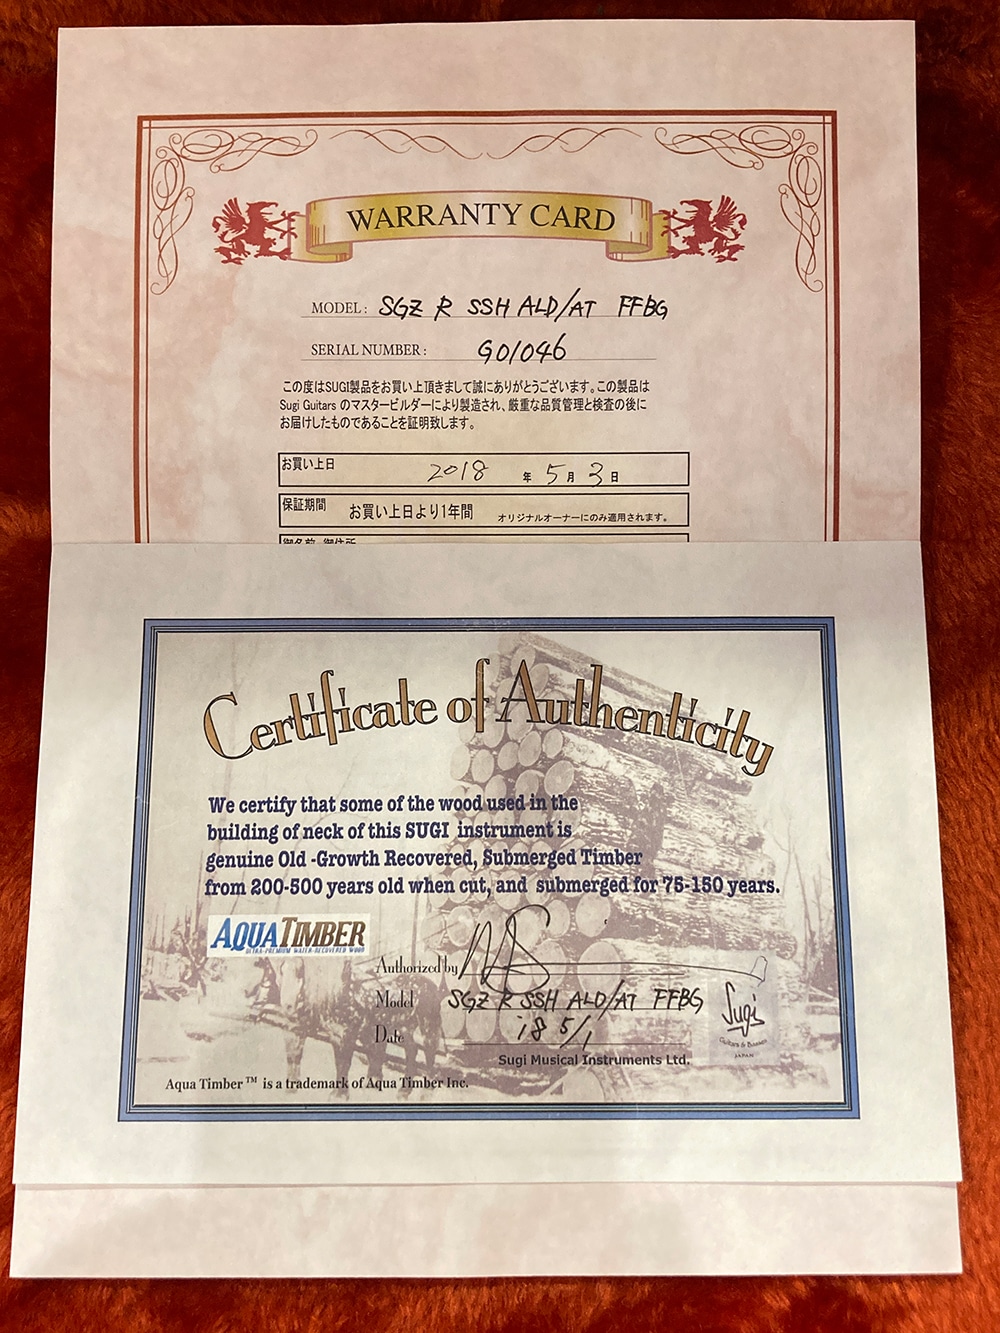 WARRANTY CARD
MODEL: SGZ R SSH ALD/AT FFBG
SERIAL NUMBER: G01046
この度はSUGI製品をお買い上頂きまして誠にありがとうございます。この製品は
Sugi Guitars のマスタービルダーにより製造され、厳重な品質管理と検査の後に
お届けしたものであることを証明致します。
お買い上日 2018 年 5 月 3 日
保証期間 お買い上日より1年間 オリジナルオーナーにのみ適用されます。
Certificate of Authenticity
We certify that some of the wood used in the
building of neck of this SUGI instrument is
genuine Old -Growth Recovered, Submerged Timber
from 200-500 years old when cut, and submerged for 75-150 years.
AQUATIMBER
ULTRA-PREMIUM WATER-RECOVERED WOOD
Authorized by
Model SGZ R SSH ALD/AT FFBG
Date 18 5/1
Sugi
Guitars & Basses
JAPAN
Sugi Musical Instruments Ltd.
Aqua Timber™ is a trademark of Aqua Timber Inc.